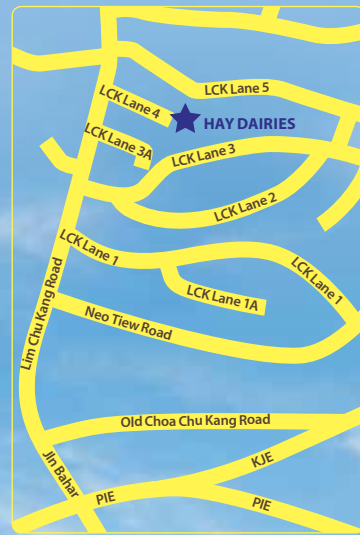 LCK Lane 5
LCK Lane 4
HAY DAIRIES
LCK Lane 3A
LCK Lane 3
LCK Lane 2
LCK Lane 1
LCK Lane 1
LCK Lane 1A
Lim Chu Kang Road
Neo Tiew Road
Old Choa Chu Kang Road
KJE
Jln Bahar
PIE
PIE